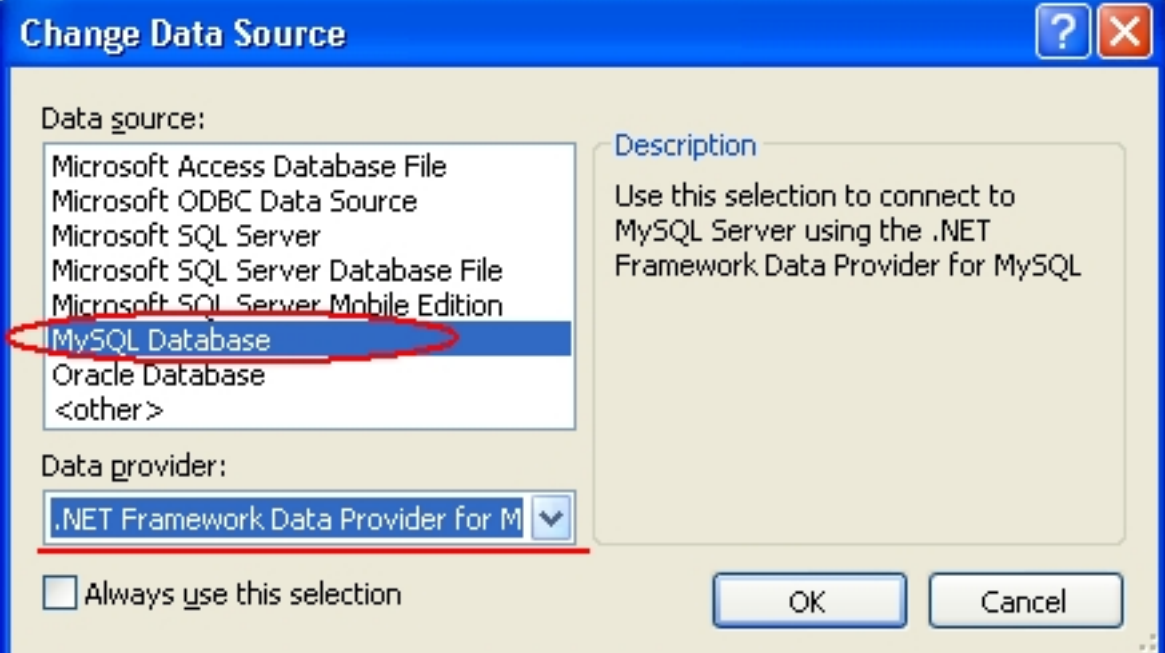 Change Data Source
?
Data source:
Microsoft Access Database File
Microsoft ODBC Data Source
Microsoft SQL Server
Microsoft SQL Server Database File
Microsoft SQL Server Mobile Edition
MySQL Database
Oracle Database
<other>
Data provider:
.NET Framework Data Provider for M
Always use this selection
Description
Use this selection to connect to
MySQL Server using the .NET
Framework Data Provider for MySQL
OK
Cancel